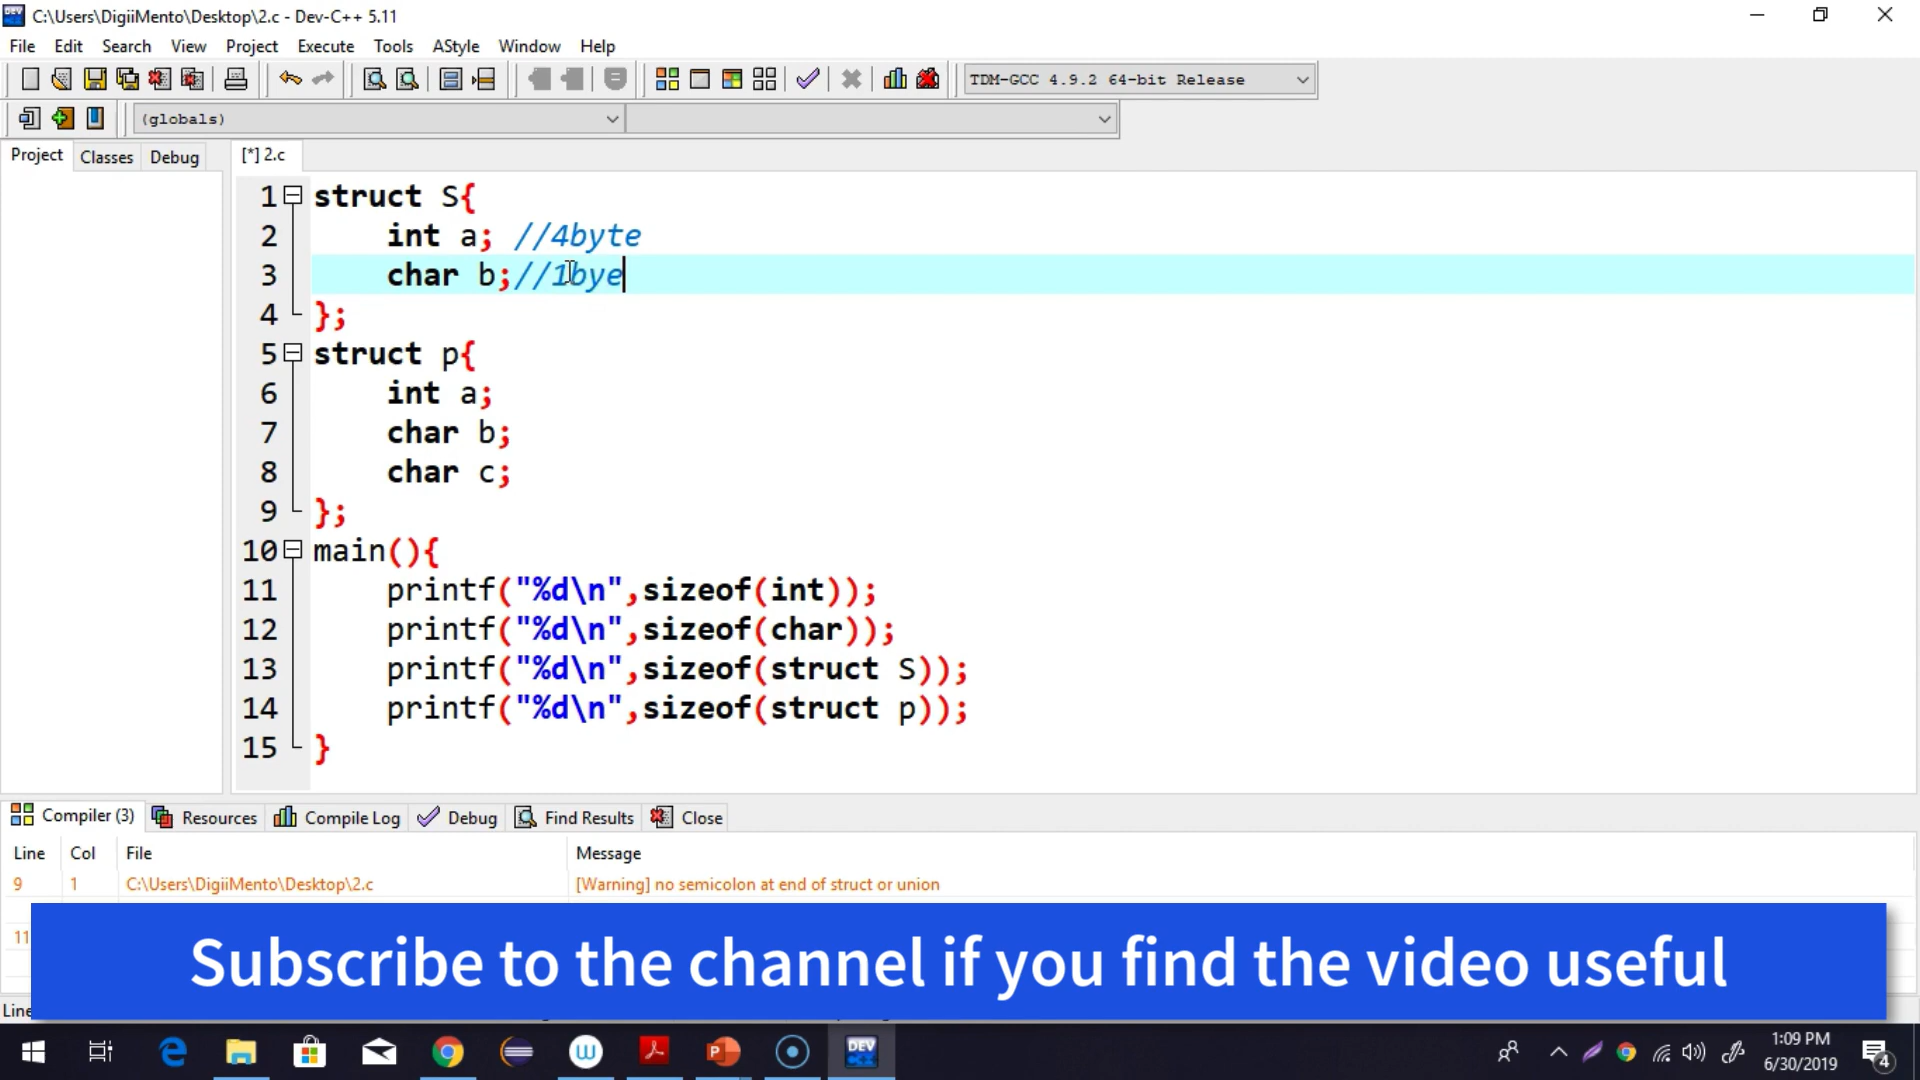 C:\Users\DigiiMento\Desktop\2.c - Dev-C++ 5.11
File Edit Search View Project Execute Tools AStyle Window Help
TDM-GCC 4.9.2 64-bit Release
(globals)
Project Classes Debug [*] 2.c
1 struct S{
2 int a; //4byte
3 char b;//1bye
4 };
5 struct p{
6 int a;
7 char b;
8 char c;
9 };
10 main(){
11 printf("%d\n",sizeof(int));
12 printf("%d\n",sizeof(char));
13 printf("%d\n",sizeof(struct S));
14 printf("%d\n",sizeof(struct p));
15 }
Compiler (3) Resources Compile Log Debug Find Results Close
Line Col File Message
9 1 C:\Users\DigiiMento\Desktop\2.c [Warning] no semicolon at end of struct or union
11
Subscribe to the channel if you find the video useful
Line
DEV
1:09 PM
6/30/2019
4